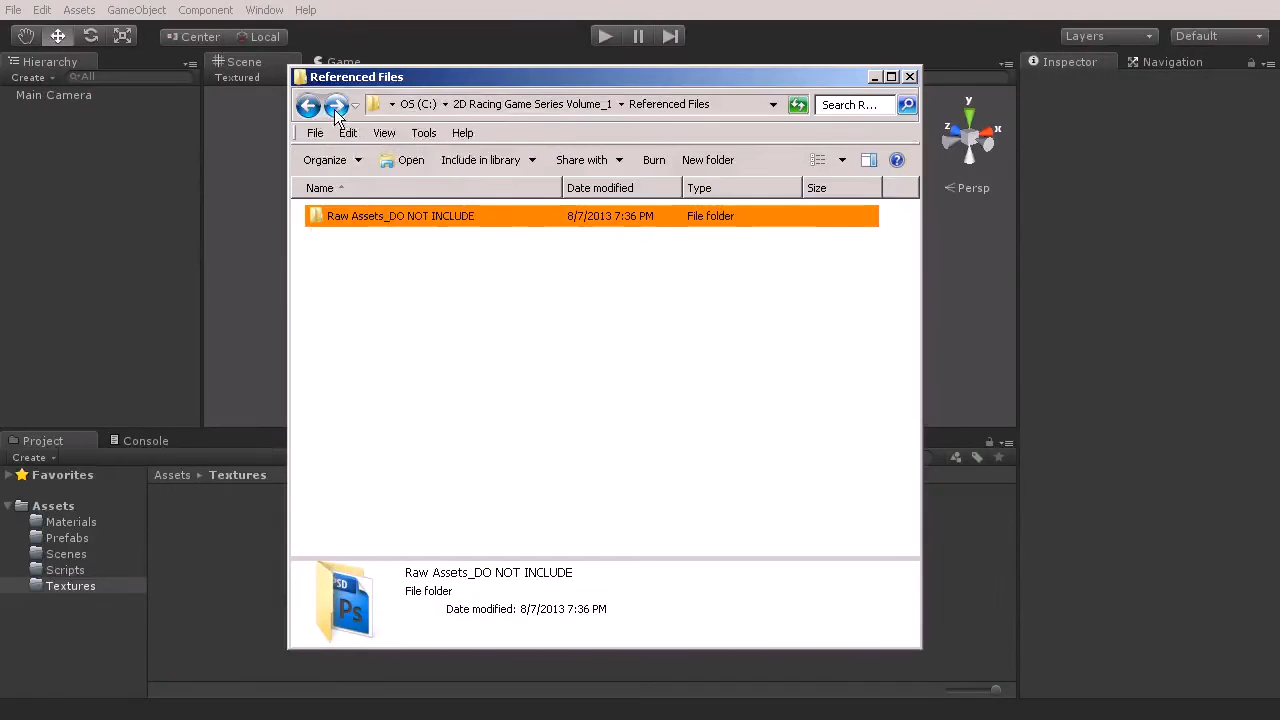 File Edit Assets GameObject Component Window Help
Center Local Layers Default
Hierarchy Scene Game Inspector Navigation
Create All Textured
Main Camera
Referenced Files
OS (C:) 2D Racing Game Series Volume_1 Referenced Files Search R...
File Edit View Tools Help
Organize Open Include in library Share with Burn New folder
Name Date modified Type Size
Raw Assets_DO NOT INCLUDE 8/7/2013 7:36 PM File folder
y
z x
Persp
Project Console
Create
Favorites Assets Textures
Assets
Materials
Prefabs
Scenes
Scripts
Textures
PSD
Ps
Raw Assets_DO NOT INCLUDE
File folder
Date modified: 8/7/2013 7:36 PM